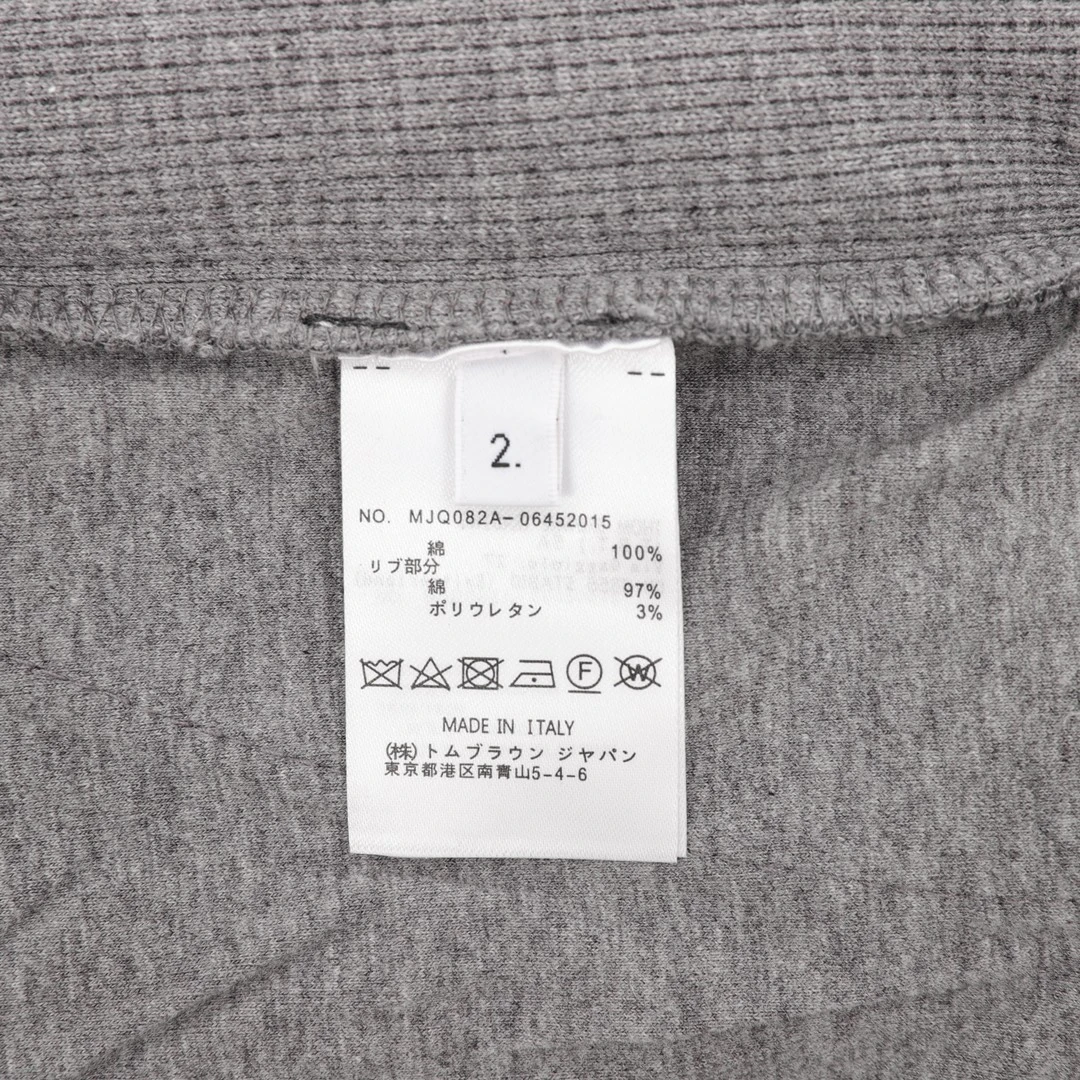 2.
NO. MJQ082A-06452015
綿 100%
リブ部分
綿 97%
ポリウレタン 3%
F
W
MADE IN ITALY
(株)トムブラウン ジャパン
東京都港区南青山5-4-6